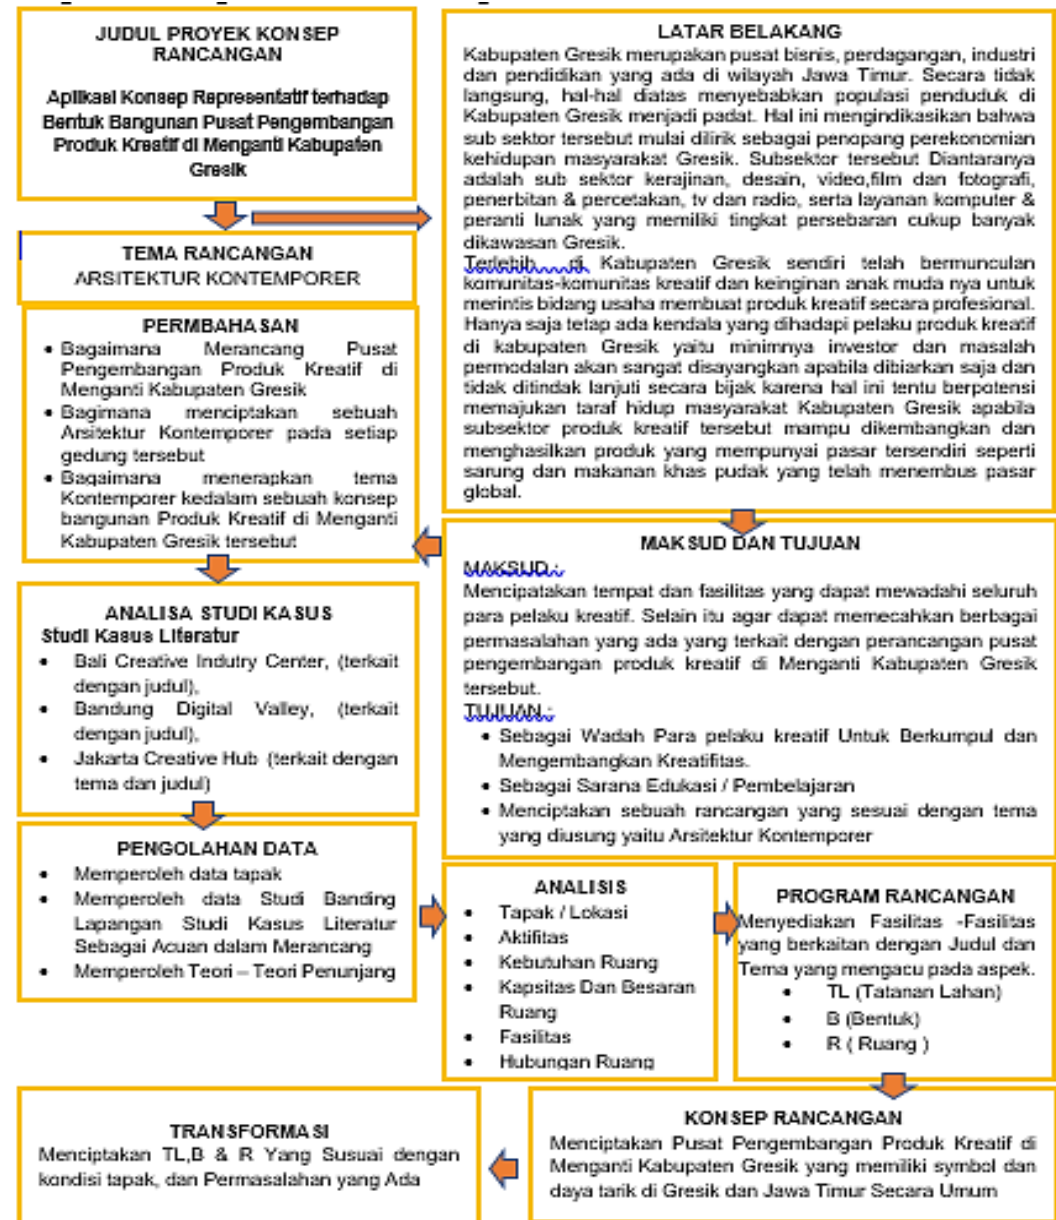 JUDUL PROYEK KONSEP
RANCANGAN
Aplikasi Konsep Representatif terhadap
Bentuk Bangunan Pusat Pengembangan
Produk Kreatif di Menganti Kabupaten
Gresik
LATAR BELAKANG
Kabupaten Gresik merupakan pusat bisnis, perdagangan, industri
dan pendidikan yang ada di wilayah Jawa Timur. Secara tidak
langsung, hal-hal diatas menyebabkan populasi penduduk di
Kabupaten Gresik menjadi padat. Hal ini mengindikasikan bahwa
sub sektor tersebut mulai dilirik sebagai penopang perekonomian
kehidupan masyarakat Gresik. Subsektor tersebut Diantaranya
adalah sub sektor kerajinan, desain, video,film dan fotografi,
penerbitan & percetakan, tv dan radio, serta layanan komputer &
peranti lunak yang memiliki tingkat persebaran cukup banyak
dikawasan Gresik.
Terlebih di Kabupaten Gresik sendiri telah bermunculan
komunitas-komunitas kreatif dan keinginan anak muda nya untuk
merintis bidang usaha membuat produk kreatif secara profesional.
Hanya saja tetap ada kendala yang dihadapi pelaku produk kreatif
di kabupaten Gresik yaitu minimnya investor dan masalah
permodalan akan sangat disayangkan apabila dibiarkan saja dan
tidak ditindak lanjuti secara bijak karena hal ini tentu berpotensi
memajukan taraf hidup masyarakat Kabupaten Gresik apabila
subsektor produk kreatif tersebut mampu dikembangkan dan
menghasilkan produk yang mempunyai pasar tersendiri seperti
sarung dan makanan khas pudak yang telah menembus pasar
global.
TEMA RANCANGAN
ARSITEKTUR KONTEMPORER
PERMBAHASAN
• Bagaimana Merancang Pusat
Pengembangan Produk Kreatif di
Menganti Kabupaten Gresik
• Bagimana menciptakan sebuah
Arsitektur Kontemporer pada setiap
gedung tersebut
• Bagaimana menerapkan tema
Kontemporer kedalam sebuah konsep
bangunan Produk Kreatif di Menganti
Kabupaten Gresik tersebut
MAKSUD DAN TUJUAN
MAKSUD :
Mencipatakan tempat dan fasilitas yang dapat mewadahi seluruh
para pelaku kreatif. Selain itu agar dapat memecahkan berbagai
permasalahan yang ada yang terkait dengan perancangan pusat
pengembangan produk kreatif di Menganti Kabupaten Gresik
tersebut.
TUJUAN :
• Sebagai Wadah Para pelaku kreatif Untuk Berkumpul dan
Mengembangkan Kreatifitas.
• Sebagai Sarana Edukasi / Pembelajaran
• Menciptakan sebuah rancangan yang sesuai dengan tema
yang diusung yaitu Arsitektur Kontemporer
ANALISA STUDI KASUS
Studi Kasus Literatur
• Bali Creative Indutry Center, (terkait
dengan judul),
• Bandung Digital Valley, (terkait
dengan judul),
• Jakarta Creative Hub (terkait dengan
tema dan judul)
PENGOLAHAN DATA
• Memperoleh data tapak
• Memperoleh data Studi Banding
Lapangan Studi Kasus Literatur
Sebagai Acuan dalam Merancang
• Memperoleh Teori – Teori Penunjang
ANALISIS
• Tapak / Lokasi
• Aktifitas
• Kebutuhan Ruang
• Kapsitas Dan Besaran
Ruang
• Fasilitas
• Hubungan Ruang
PROGRAM RANCANGAN
Menyediakan Fasilitas -Fasilitas
yang berkaitan dengan Judul dan
Tema yang mengacu pada aspek.
• TL (Tatanan Lahan)
• B (Bentuk)
• R ( Ruang )
KONSEP RANCANGAN
Menciptakan Pusat Pengembangan Produk Kreatif di
Menganti Kabupaten Gresik yang memiliki symbol dan
daya tarik di Gresik dan Jawa Timur Secara Umum
TRANSFORMASI
Menciptakan TL,B & R Yang Susuai dengan
kondisi tapak, dan Permasalahan yang Ada